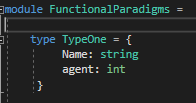 module FunctionalParadigms =
type TypeOne = {
Name: string
agent: int
}